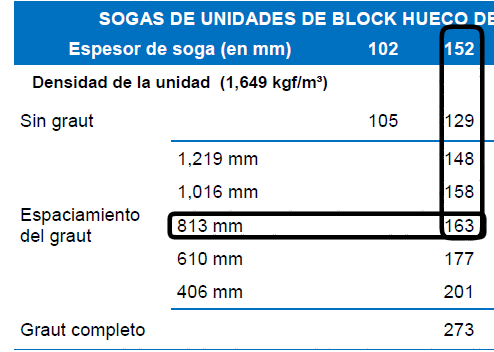 SOGAS DE UNIDADES DE BLOCK HUECO DE
Espesor de soga (en mm) 102 152
Densidad de la unidad (1,649 kgf/m³)
Sin graut 105 129
1,219 mm 148
1,016 mm 158
Espaciamiento
del graut
813 mm 163
610 mm 177
406 mm 201
Graut completo 273